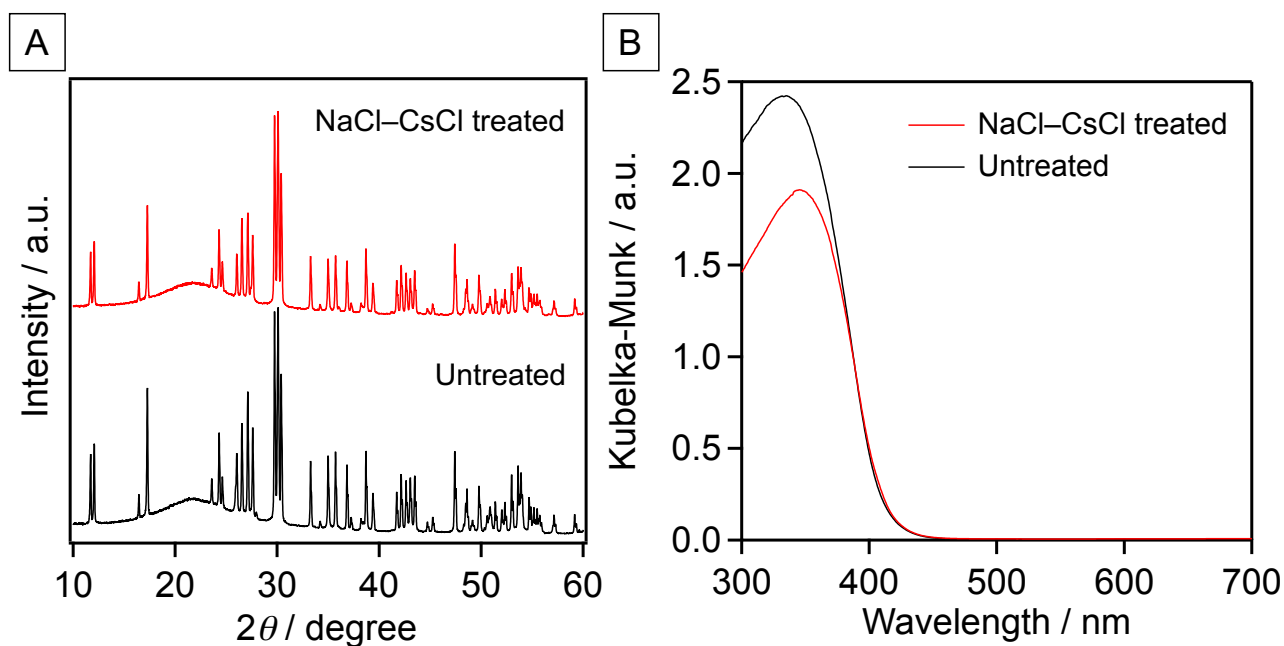 A
NaCl–CsCl treated
Untreated
Intensity / a.u.
10 20 30 40 50 60
2θ / degree
B
2.5
2.0
1.5
1.0
0.5
0.0
NaCl–CsCl treated
Untreated
Kubelka-Munk / a.u.
300 400 500 600 700
Wavelength / nm